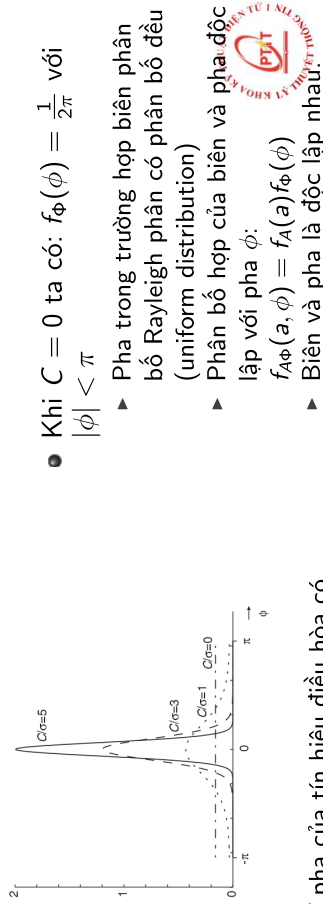 2
1
0
-π
0
π
ϕ
C/σ=5
C/σ=3
C/σ=1
C/σ=0
pha của tín hiệu điều hòa có
• Khi C = 0 ta có: f_Φ(ϕ) = 1/2π với
|ϕ| < π
▶ Pha trong trường hợp biên phân
bố Rayleigh phân có phân bố đều
(uniform distribution)
▶ Phân bố hợp của biên và pha độc
lập với pha ϕ:
f_AΦ(a, ϕ) = f_A(a)f_Φ(ϕ)
▶ Biên và pha là độc lập nhau.
PTIT